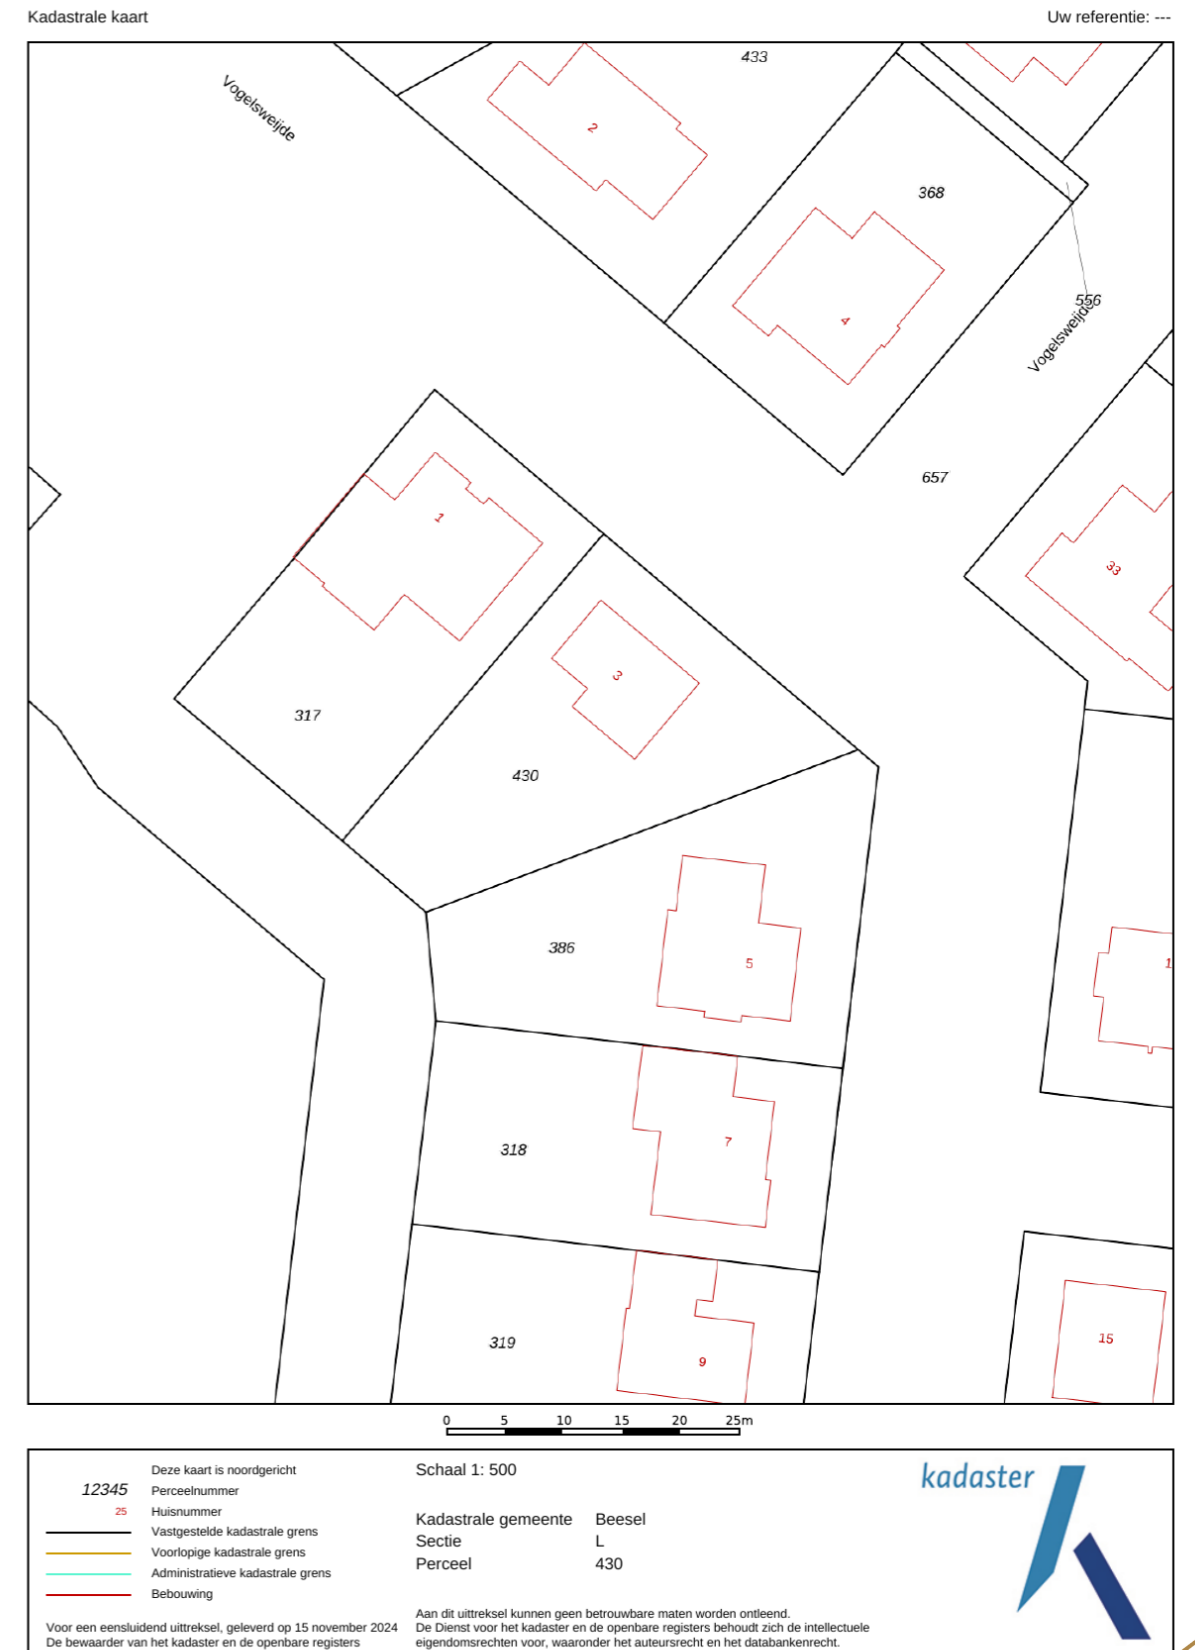 Kadastrale kaart
Uw referentie: ---
433
Vogelsweijde
2
368
4
556
Vogelsweijde
657
1
33
3
317
430
386
5
1
318
7
319
9
15
0 5 10 15 20 25m
Deze kaart is noordgericht
12345 Perceelnummer
25 Huisnummer
Vastgestelde kadastrale grens
Voorlopige kadastrale grens
Administratieve kadastrale grens
Bebouwing
Voor een eensluidend uittreksel, geleverd op 15 november 2024
De bewaarder van het kadaster en de openbare registers
Schaal 1: 500
Kadastrale gemeente Beesel
Sectie L
Perceel 430
Aan dit uittreksel kunnen geen betrouwbare maten worden ontleend.
De Dienst voor het kadaster en de openbare registers behoudt zich de intellectuele
eigendomsrechten voor, waaronder het auteursrecht en het databankenrecht.
kadaster